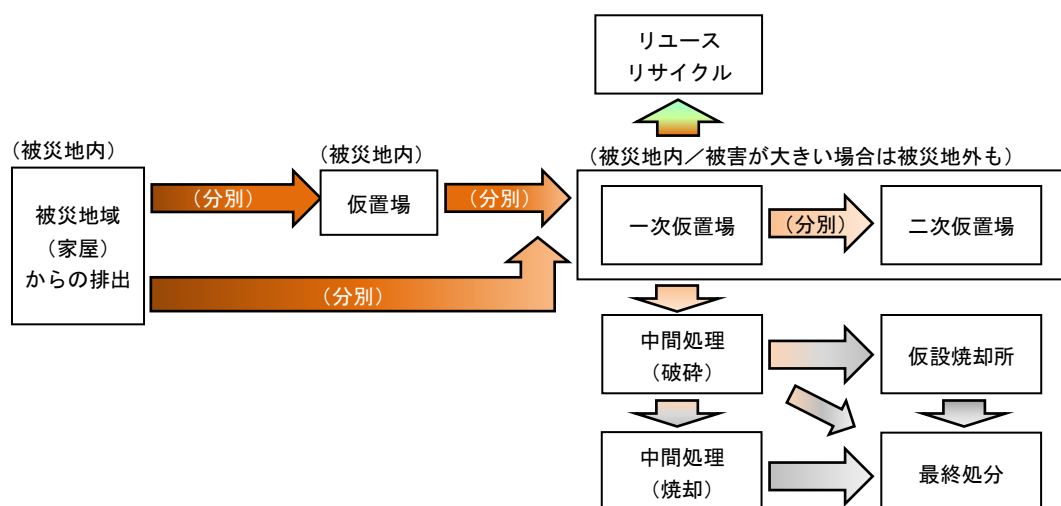 リユース
リサイクル
（被災地内）
（被災地内）
（被災地内／被害が大きい場合は被災地外も）
被災地域
（家屋）
からの排出
（分別）
仮置場
（分別）
一次仮置場
（分別）
二次仮置場
（分別）
中間処理
（破砕）
仮設焼却所
中間処理
（焼却）
最終処分